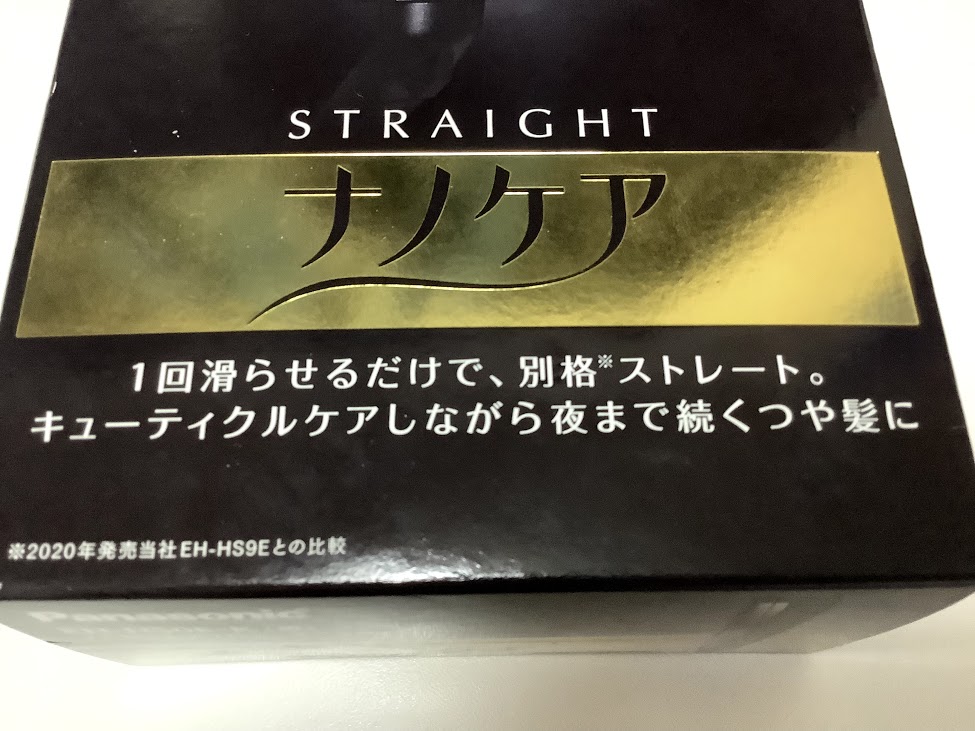 STRAIGHT
ナノケア
1回滑らせるだけで、別格※ストレート。
キューティクルケアしながら夜まで続くつや髪に
※2020年発売当社EH-HS9Eとの比較
Panasonic